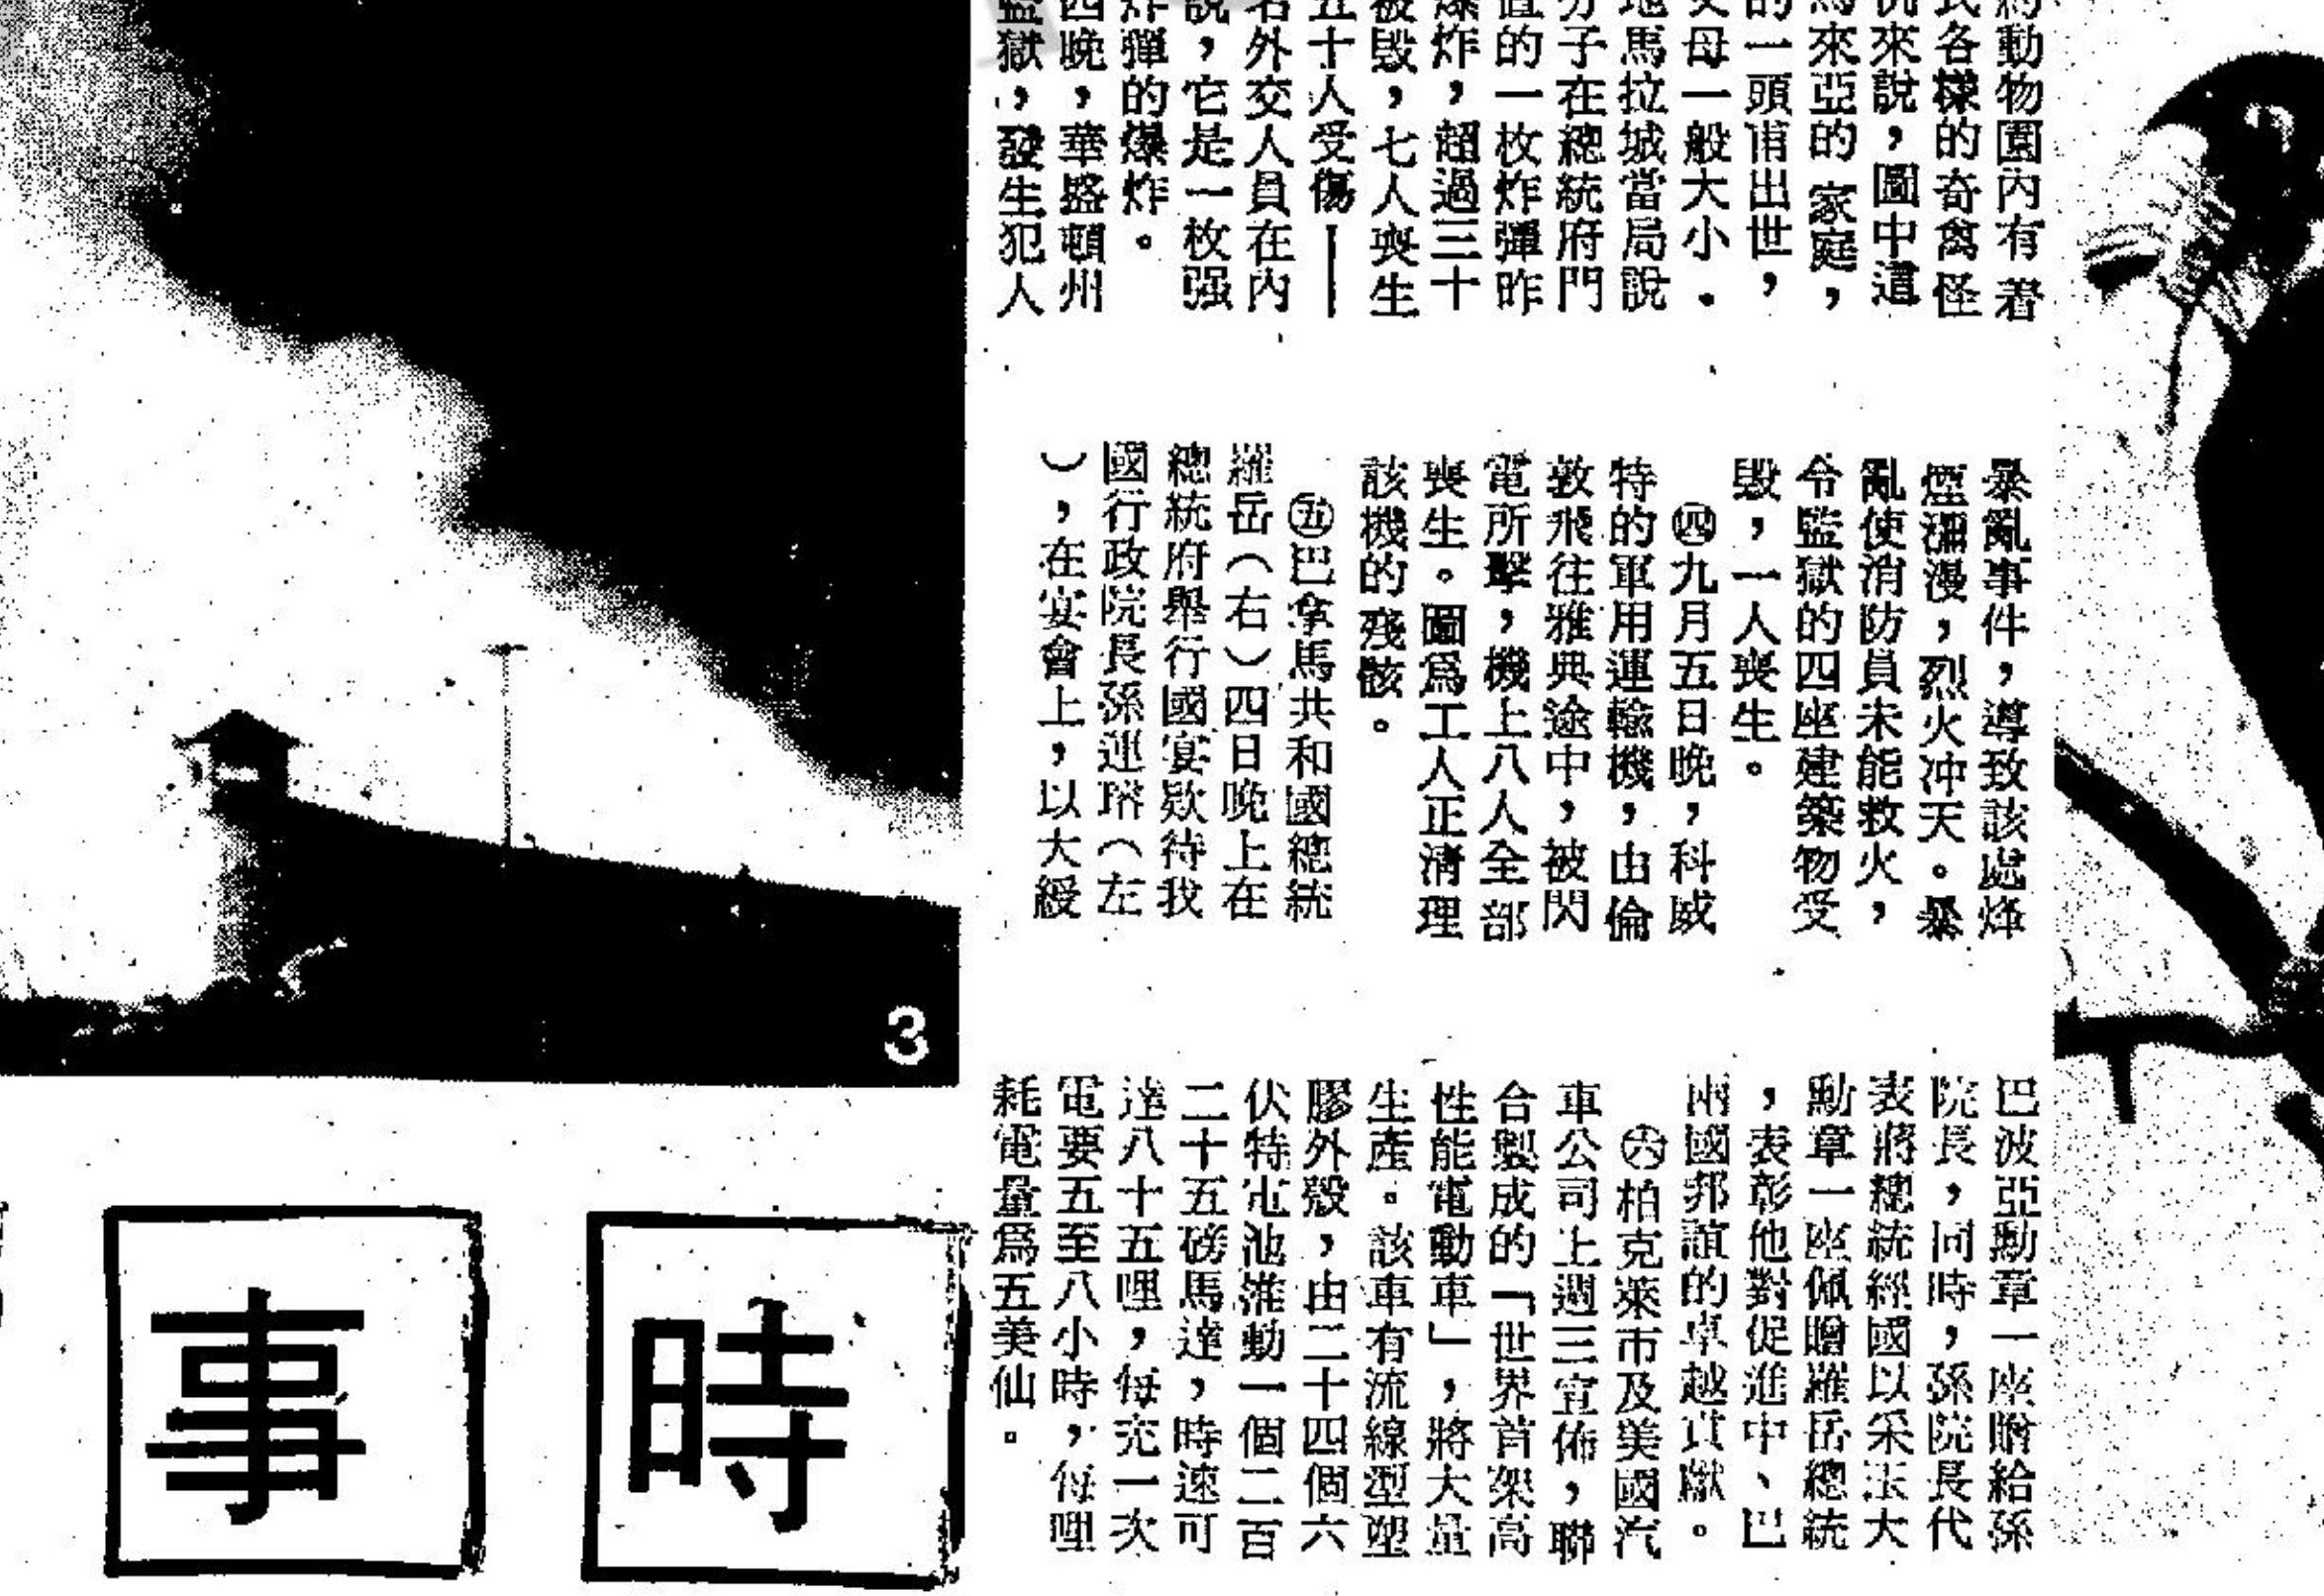 動物園內有着
各樣的奇禽怪
來說，圖中這
來亞的家庭，
的一頭甫出世，
母一般大小．
地馬拉城當局說
分子在總統府門
置的一枚炸彈昨
爆炸，超過三十
被毀，七人喪生
五十人受傷——
名外交人員在內
說，它是一枚强
炸彈的爆炸。
四晚，華盛頓州
監獄，發生犯人
暴亂事件，導致該處烽
煙瀰漫，烈火冲天。暴
亂使消防員未能救火，
令監獄的四座建築物受
毀，一人喪生。
㊃九月五日晚，科威
特的軍用運輸機，由倫
敦飛往雅典途中，被閃
電所擊，機上八人全部
喪生。圖爲工人正清理
該機的殘骸。
㊄巴拿馬共和國總統
羅岳（右）四日晚上在
總統府舉行國宴欵待我
國行政院長孫運璿（左
），在宴會上，以大綬
巴波亞勳章一座贈給孫
院長，同時，孫院長代
表蔣總統經國以采玉大
勳章一座佩贈羅岳總統
，表彰他對促進中、巴
兩國邦誼的卓越貢獻。
㊅柏克萊市及美國汽
車公司上週三宣佈，聯
合製成的「世界首架高
性能電動車」，將大量
生產。該車有流線型塑
膠外殼，由二十四個六
伏特电池推動一個二百
二十五磅馬達，時速可
達八十五哩，每充一次
電要五至八小時，每哩
耗電量爲五美仙。
3
時事